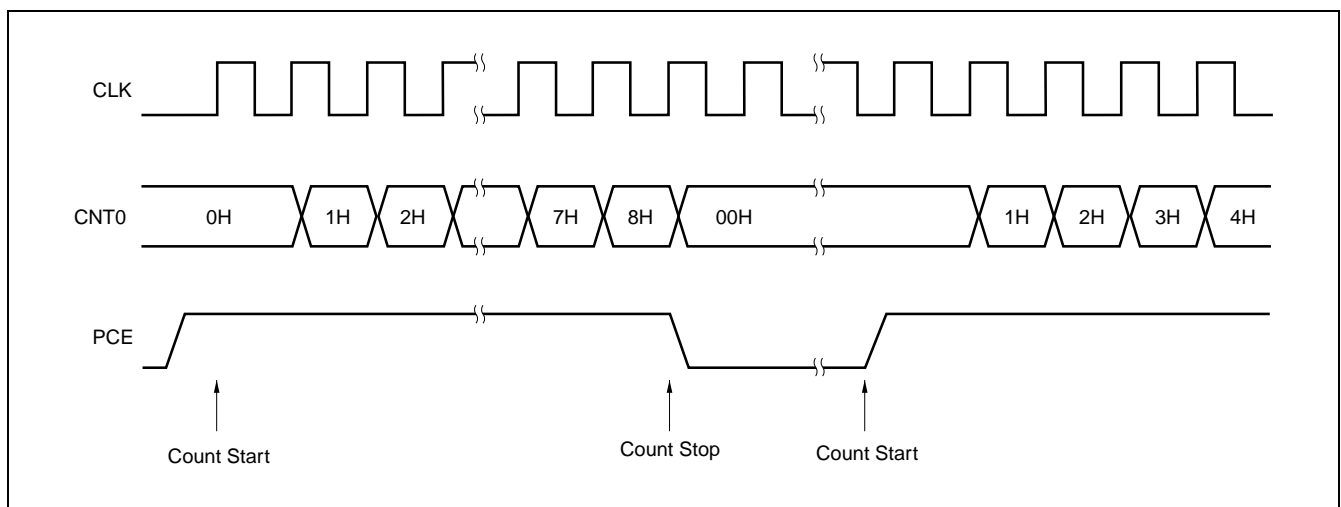 CLK
CNT0 0H 1H 2H 7H 8H 00H 1H 2H 3H 4H
PCE
Count Start Count Stop Count Start